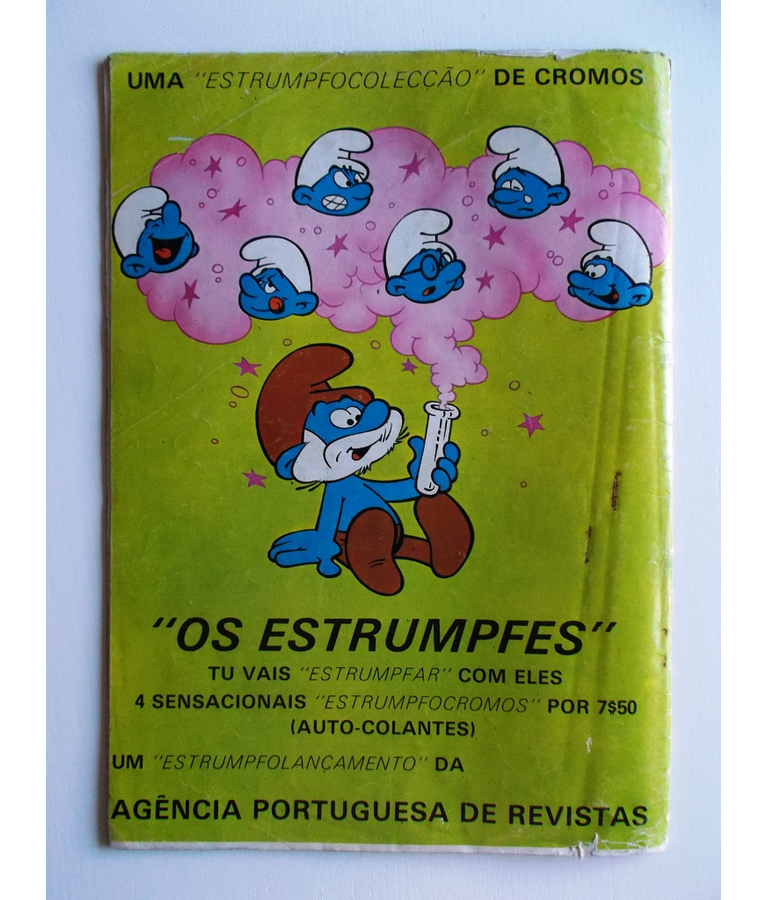 UMA "ESTRUMPFOCOLECÇÃO" DE CROMOS
"OS ESTRUMPFES"
TU VAIS "ESTRUMPFAR" COM ELES
4 SENSACIONAIS "ESTRUMPFOCROMOS" POR 7$50
(AUTO-COLANTES)
UM "ESTRUMPFOLANÇAMENTO" DA
AGÊNCIA PORTUGUESA DE REVISTAS